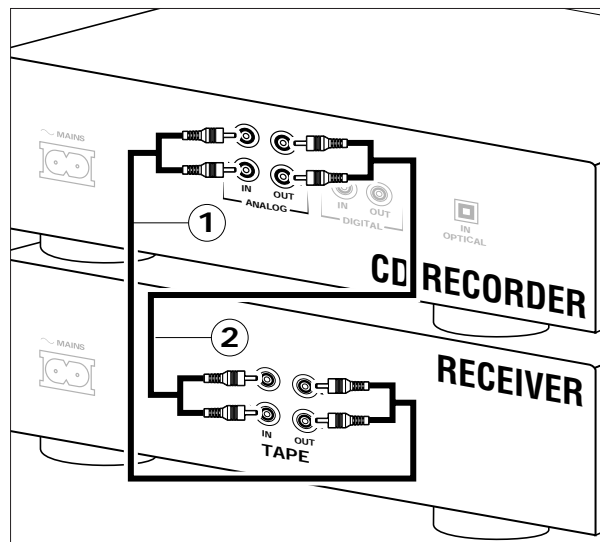 ~ MAINS
IN
OUT
ANALOG
IN
OUT
DIGITAL
IN
OPTICAL
1
CD RECORDER
~ MAINS
2
RECEIVER
IN
OUT
TAPE